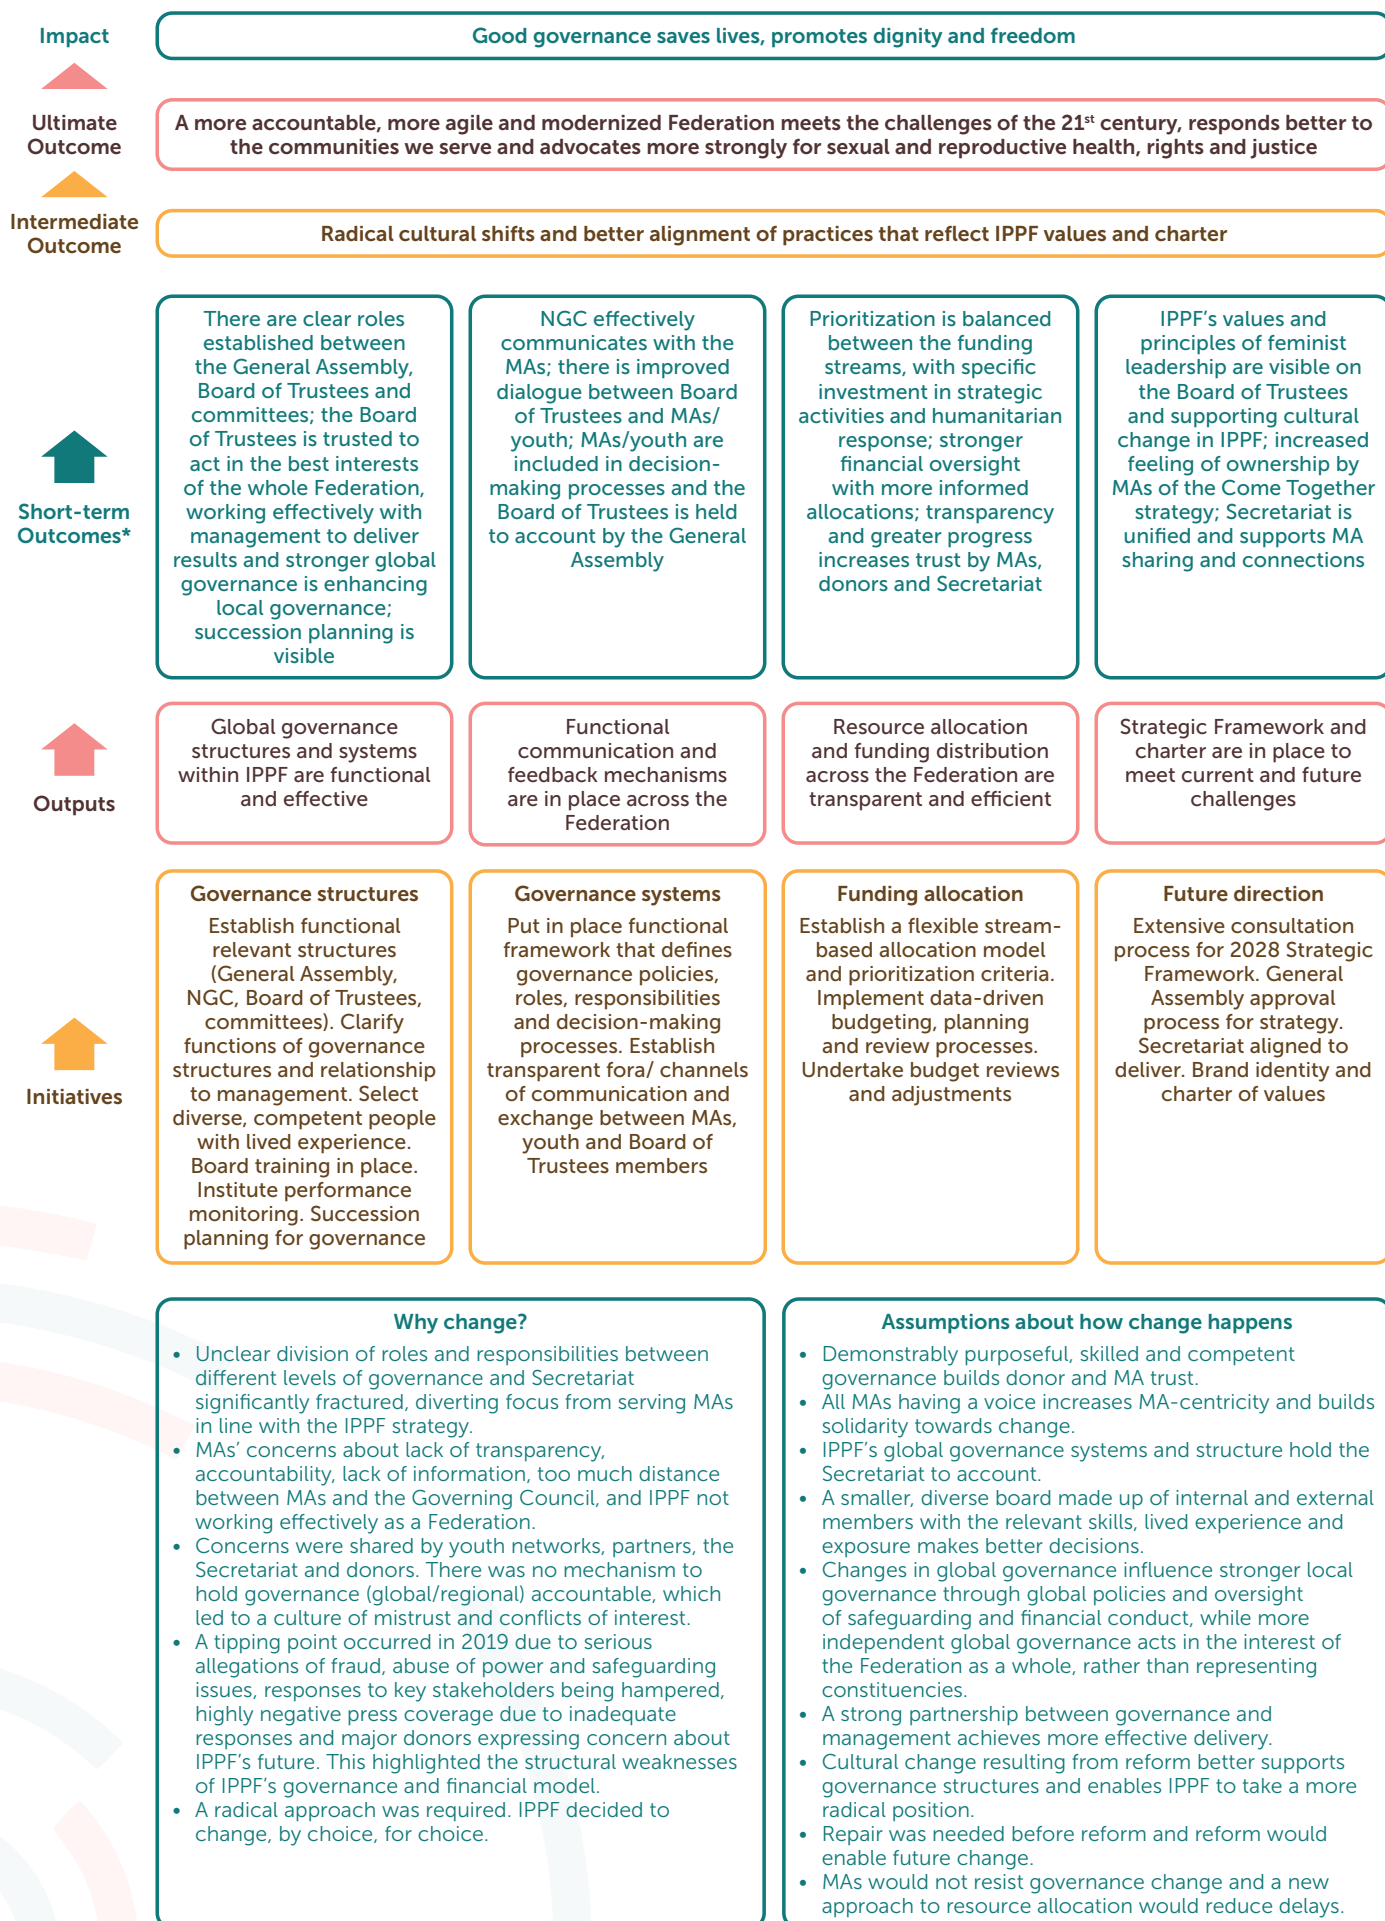 Impact
Good governance saves lives, promotes dignity and freedom
Ultimate
Outcome
A more accountable, more agile and modernized Federation meets the challenges of the 21st century, responds better to
the communities we serve and advocates more strongly for sexual and reproductive health, rights and justice
Intermediate
Outcome
Radical cultural shifts and better alignment of practices that reflect IPPF values and charter
Short-term
Outcomes*
There are clear roles
established between
the General Assembly,
Board of Trustees and
committees; the Board
of Trustees is trusted to
act in the best interests
of the whole Federation,
working effectively with
management to deliver
results and stronger global
governance is enhancing
local governance;
succession planning is
visible
NGC effectively
communicates with the
MAs; there is improved
dialogue between Board
of Trustees and MAs/
youth; MAs/youth are
included in decision-
making processes and the
Board of Trustees is held
to account by the General
Assembly
Prioritization is balanced
between the funding
streams, with specific
investment in strategic
activities and humanitarian
response; stronger
financial oversight
with more informed
allocations; transparency
and greater progress
increases trust by MAs,
donors and Secretariat
IPPF's values and
principles of feminist
leadership are visible on
the Board of Trustees
and supporting cultural
change in IPPF; increased
feeling of ownership by
MAs of the Come Together
strategy; Secretariat is
unified and supports MA
sharing and connections
Outputs
Global governance
structures and systems
within IPPF are functional
and effective
Functional
communication and
feedback mechanisms
are in place across the
Federation
Resource allocation
and funding distribution
across the Federation are
transparent and efficient
Strategic Framework and
charter are in place to
meet current and future
challenges
Initiatives
Governance structures
Establish functional
relevant structures
(General Assembly,
NGC, Board of Trustees,
committees). Clarify
functions of governance
structures and relationship
to management. Select
diverse, competent people
with lived experience.
Board training in place.
Institute performance
monitoring. Succession
planning for governance
Governance systems
Put in place functional
framework that defines
governance policies,
roles, responsibilities
and decision-making
processes. Establish
transparent fora/ channels
of communication and
exchange between MAs,
youth and Board of
Trustees members
Funding allocation
Establish a flexible stream-
based allocation model
and prioritization criteria.
Implement data-driven
budgeting, planning
and review processes.
Undertake budget reviews
and adjustments
Future direction
Extensive consultation
process for 2028 Strategic
Framework. General
Assembly approval
process for strategy.
Secretariat aligned to
deliver. Brand identity and
charter of values
Why change?
• Unclear division of roles and responsibilities between
different levels of governance and Secretariat
significantly fractured, diverting focus from serving MAs
in line with the IPPF strategy.
• MAs' concerns about lack of transparency,
accountability, lack of information, too much distance
between MAs and the Governing Council, and IPPF not
working effectively as a Federation.
• Concerns were shared by youth networks, partners, the
Secretariat and donors. There was no mechanism to
hold governance (global/regional) accountable, which
led to a culture of mistrust and conflicts of interest.
• A tipping point occurred in 2019 due to serious
allegations of fraud, abuse of power and safeguarding
issues, responses to key stakeholders being hampered,
highly negative press coverage due to inadequate
responses and major donors expressing concern about
IPPF's future. This highlighted the structural weaknesses
of IPPF's governance and financial model.
• A radical approach was required. IPPF decided to
change, by choice, for choice.
Assumptions about how change happens
• Demonstrably purposeful, skilled and competent
governance builds donor and MA trust.
• All MAs having a voice increases MA-centricity and builds
solidarity towards change.
• IPPF's global governance systems and structure hold the
Secretariat to account.
• A smaller, diverse board made up of internal and external
members with the relevant skills, lived experience and
exposure makes better decisions.
• Changes in global governance influence stronger local
governance through global policies and oversight
of safeguarding and financial conduct, while more
independent global governance acts in the interest of
the Federation as a whole, rather than representing
constituencies.
• A strong partnership between governance and
management achieves more effective delivery.
• Cultural change resulting from reform better supports
governance structures and enables IPPF to take a more
radical position.
• Repair was needed before reform and reform would
enable future change.
• MAs would not resist governance change and a new
approach to resource allocation would reduce delays.